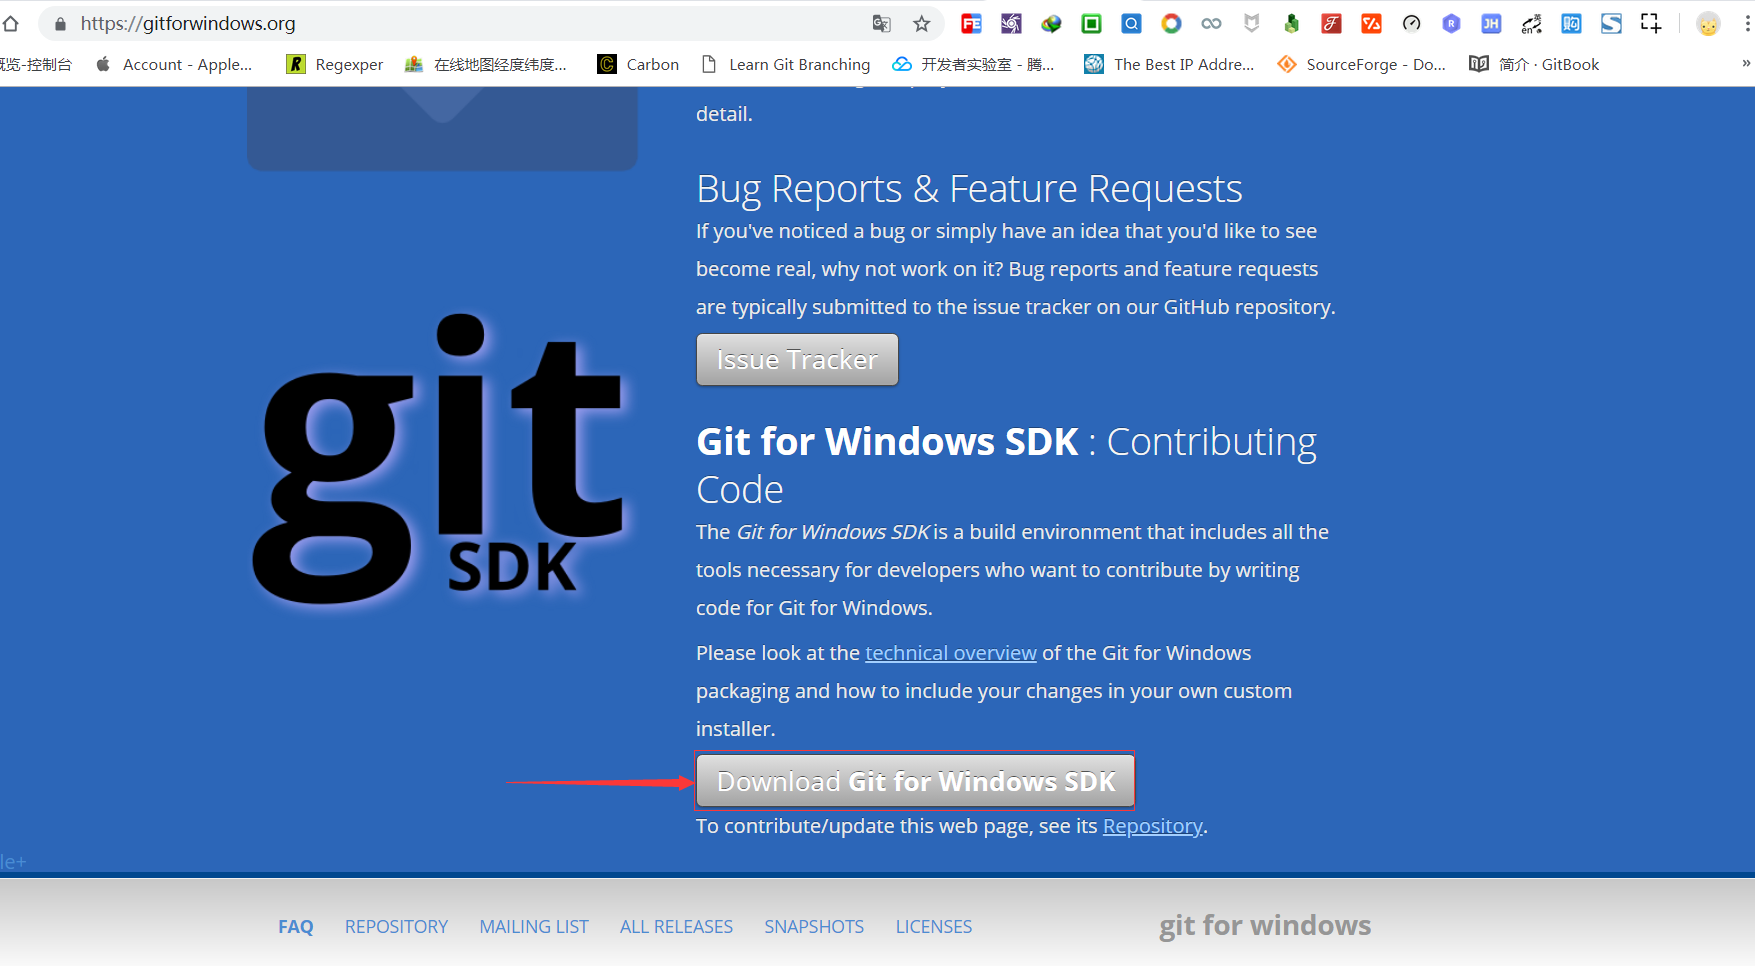 https://gitforwindows.org
览-控制台
Account - Apple...
Regexper
在线地图经度纬度...
Carbon
Learn Git Branching
开发者实验室 - 腾...
The Best IP Addre...
SourceForge - Do...
简介 · GitBook
»
detail.
Bug Reports & Feature Requests
If you've noticed a bug or simply have an idea that you'd like to see
become real, why not work on it? Bug reports and feature requests
are typically submitted to the issue tracker on our GitHub repository.
Issue Tracker
git
SDK
Git for Windows SDK : Contributing
Code
The Git for Windows SDK is a build environment that includes all the
tools necessary for developers who want to contribute by writing
code for Git for Windows.
Please look at the technical overview of the Git for Windows
packaging and how to include your changes in your own custom
installer.
Download Git for Windows SDK
To contribute/update this web page, see its Repository.
le+
FAQ REPOSITORY MAILING LIST ALL RELEASES SNAPSHOTS LICENSES
git for windows